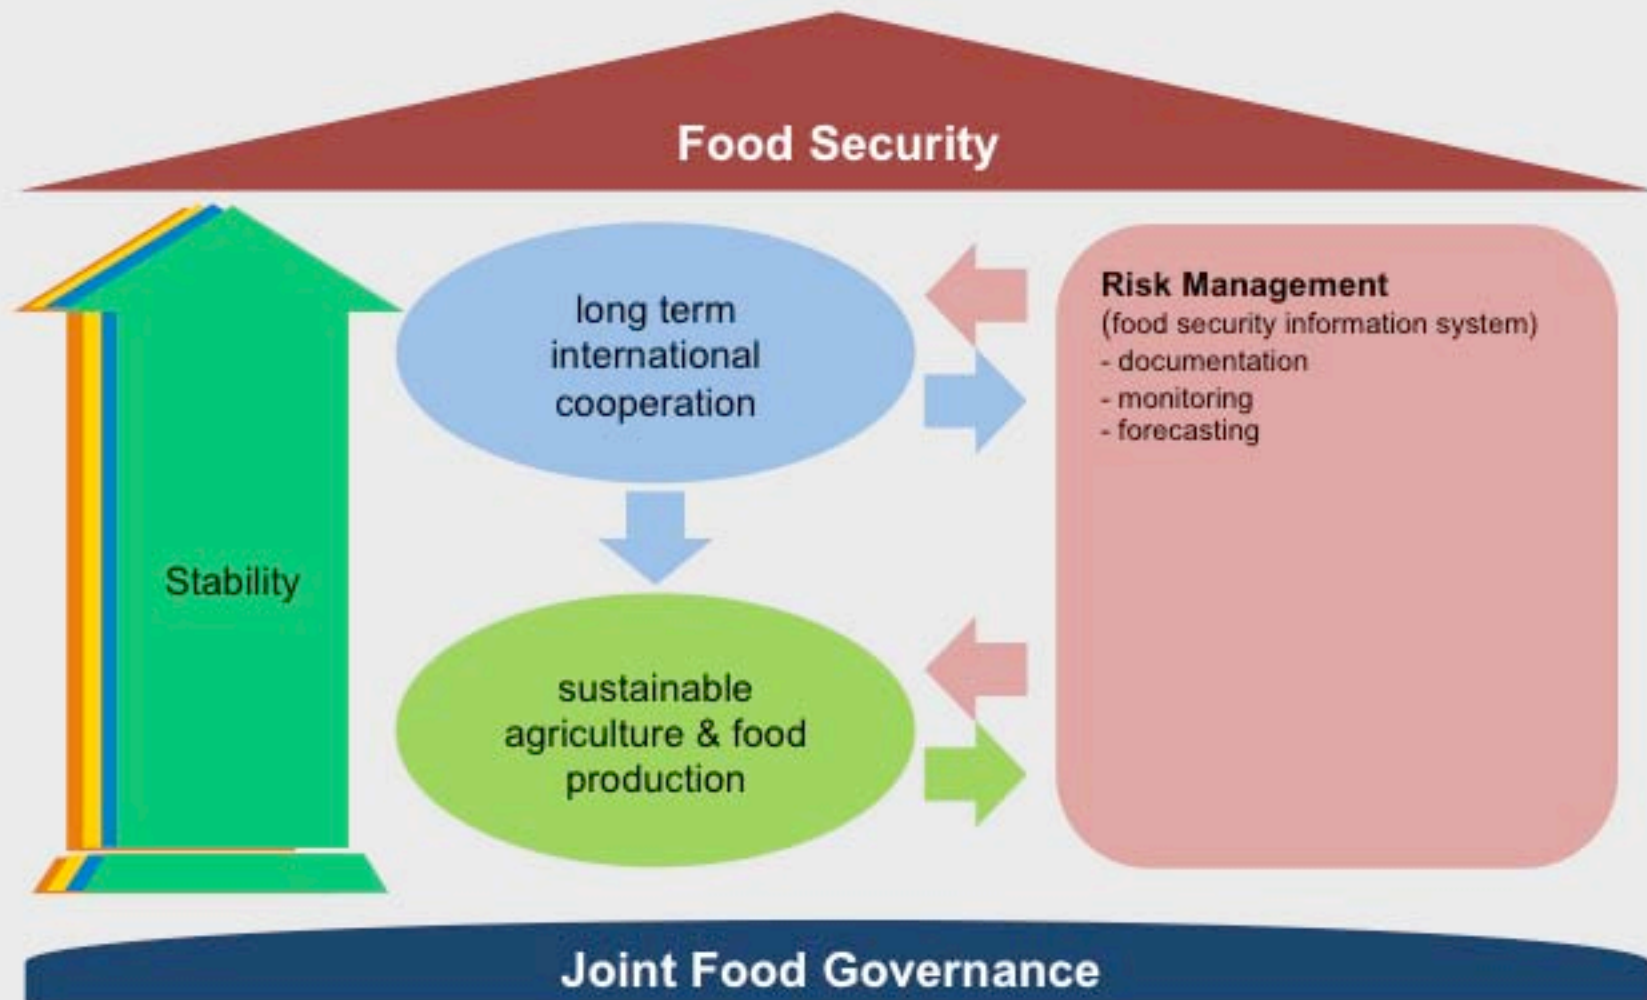 Food Security
long term
international
cooperation
Risk Management
(food security information system)
- documentation
- monitoring
- forecasting
Stability
sustainable
agriculture & food
production
Joint Food Governance